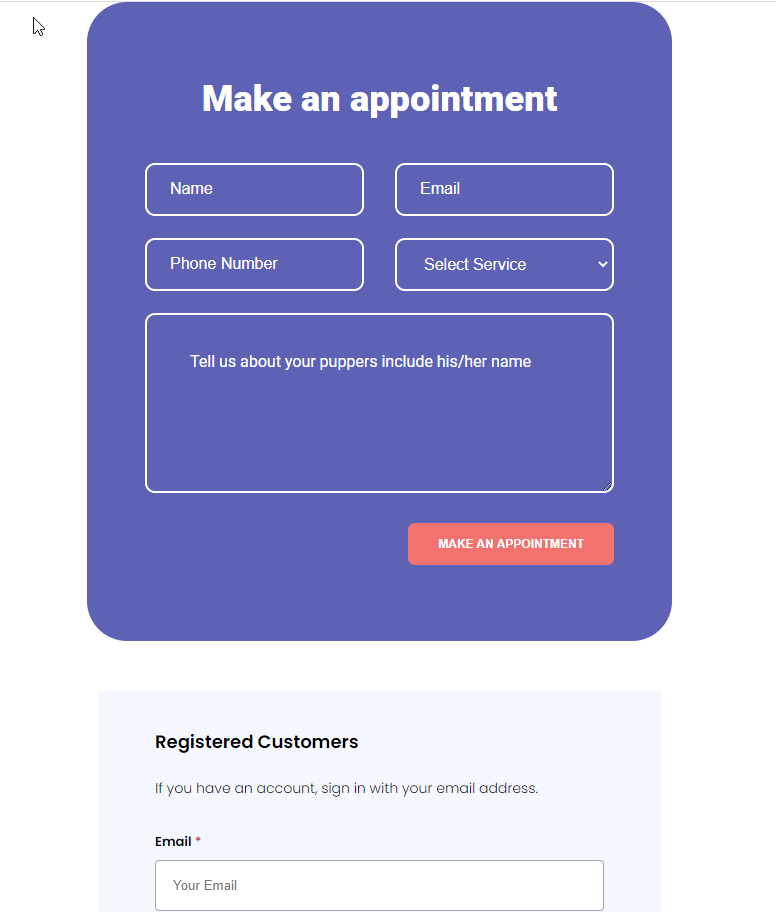 Make an appointment
Name
Email
Phone Number
Select Service
Tell us about your puppers include his/her name
MAKE AN APPOINTMENT
Registered Customers
If you have an account, sign in with your email address.
Email *
Your Email